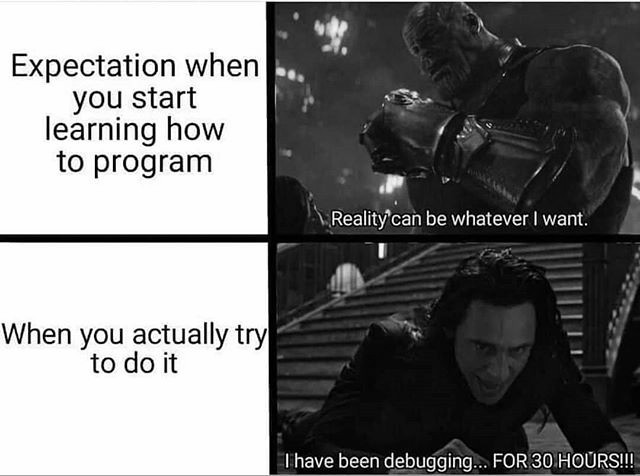 Expectation when
you start
learning how
to program
Reality can be whatever I want.
When you actually try
to do it
I have been debugging... FOR 30 HOURS!!!